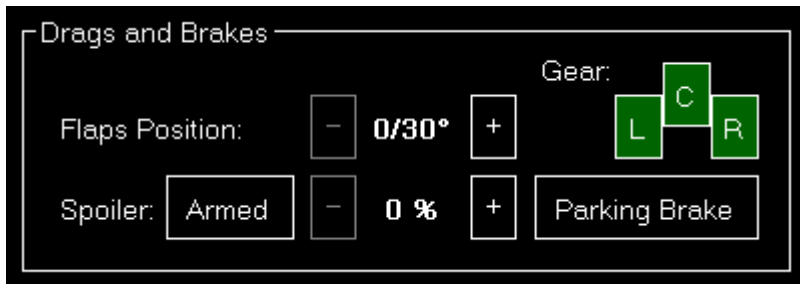 Drags and Brakes
Gear:
C
Flaps Position: − 0/30° + L R
Spoiler: Armed − 0 % + Parking Brake